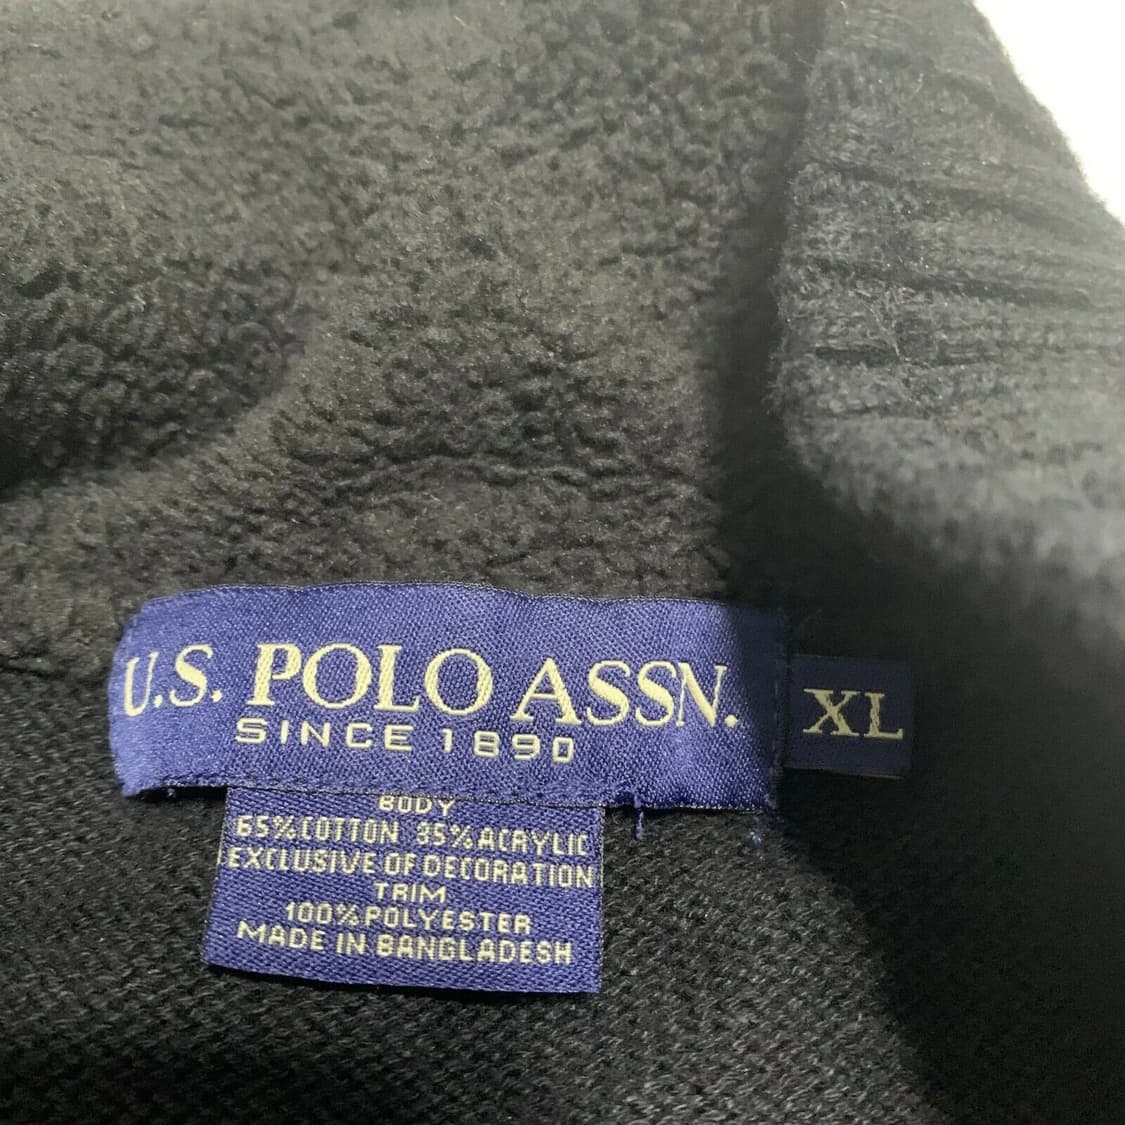 U.S. POLO ASSN.
SINCE 1890
XL
BODY
65%COTTON 35%ACRYLIC
EXCLUSIVE OF DECORATION
TRIM
100%POLYESTER
MADE IN BANGLADESH